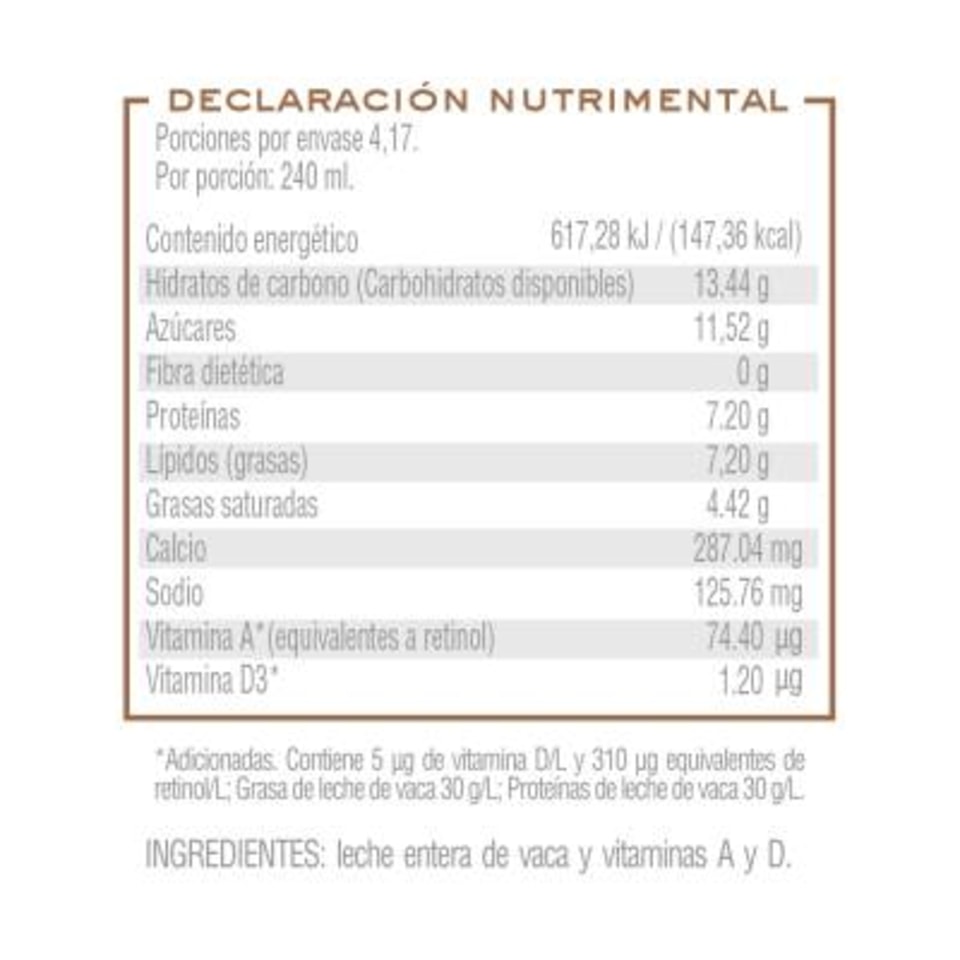 DECLARACIÓN NUTRIMENTAL
Porciones por envase 4,17.
Por porción: 240 ml.
Contenido energético 617,28 kJ / (147,36 kcal)
Hidratos de carbono (Carbohidratos disponibles) 13.44 g
Azúcares 11,52 g
Fibra dietética 0 g
Proteínas 7.20 g
Lípidos (grasas) 7,20 g
Grasas saturadas 4.42 g
Calcio 287.04 mg
Sodio 125.76 mg
Vitamina A* (equivalentes a retinol) 74.40 µg
Vitamina D3* 1.20 µg
*Adicionadas. Contiene 5 µg de vitamina D/L y 310 µg equivalentes de
retinol/L; Grasa de leche de vaca 30 g/L; Proteínas de leche de vaca 30 g/L.
INGREDIENTES: leche entera de vaca y vitaminas A y D.